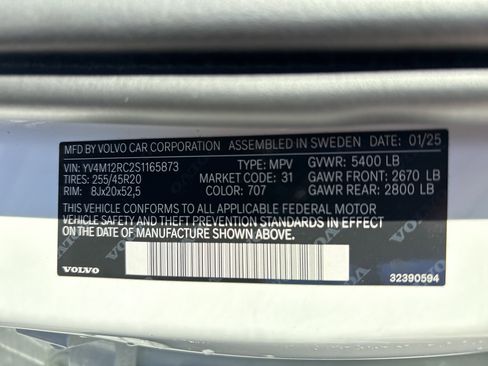 MFD BY VOLVO CAR CORPORATION ASSEMBLED IN SWEDEN DATE: 01/25
VIN: YV4M12RC2S1165873 TYPE: MPV GVWR: 5400 LB
TIRES: 255/45R20 MARKET CODE: 31 GAWR FRONT: 2670 LB
RIM: 8Jx20x52,5 COLOR: 707 GAWR REAR: 2800 LB
THIS VEHICLE CONFORMS TO ALL APPLICABLE FEDERAL MOTOR
VEHICLE SAFETY AND THEFT PREVENTION STANDARDS IN EFFECT
ON THE DATE OF MANUFACTURE SHOWN ABOVE.
VOLVO 32390594